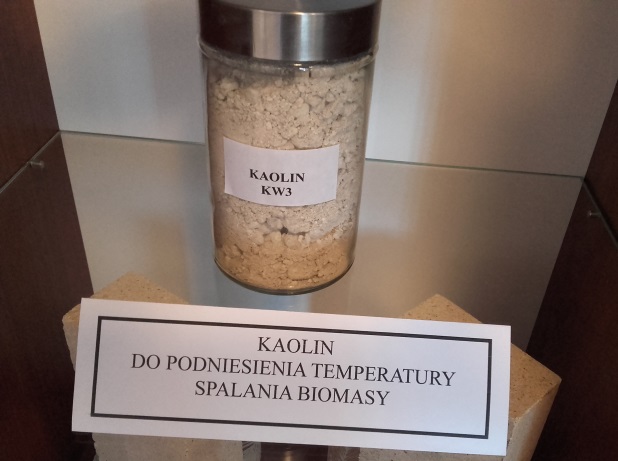 KAOLIN
KW3
KAOLIN
DO PODNIESIENIA TEMPERATURY
SPALANIA BIOMASY